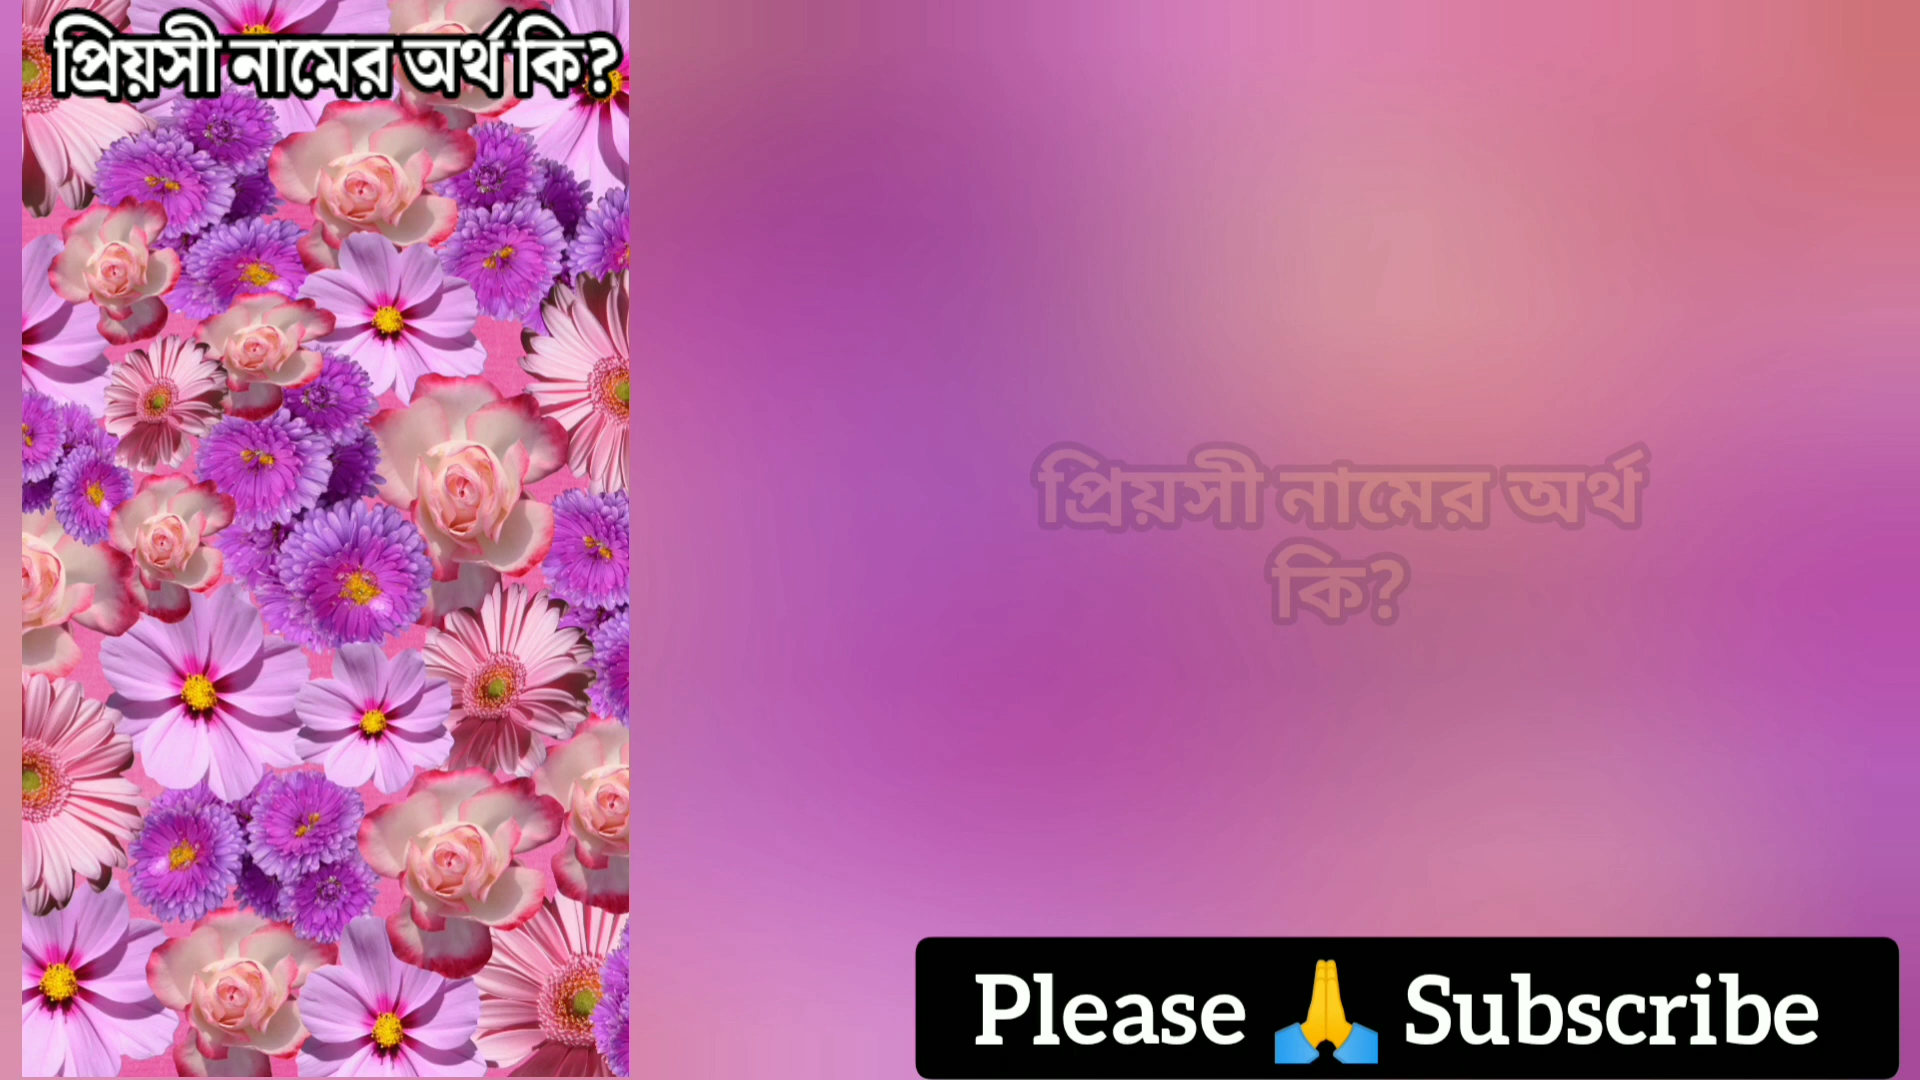 প্রিয়সী নামের অর্থ কি?
প্রিয়সী নামের অর্থ
কি?
Please 🙏 Subscribe